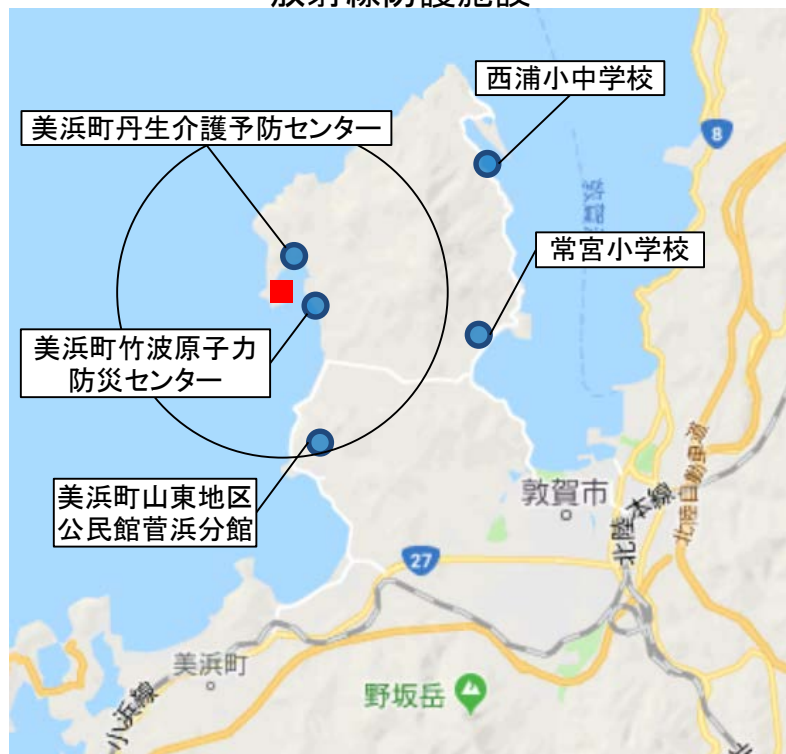 放射線防護施設
西浦小中学校
美浜町丹生介護予防センター
8
敦賀湾
常宮小学校
美浜町竹波原子力
防災センター
美浜町山東地区
公民館菅浜分館
敦賀市
北陸本線
北陸自動車道
27
美浜町
小浜線
野坂岳